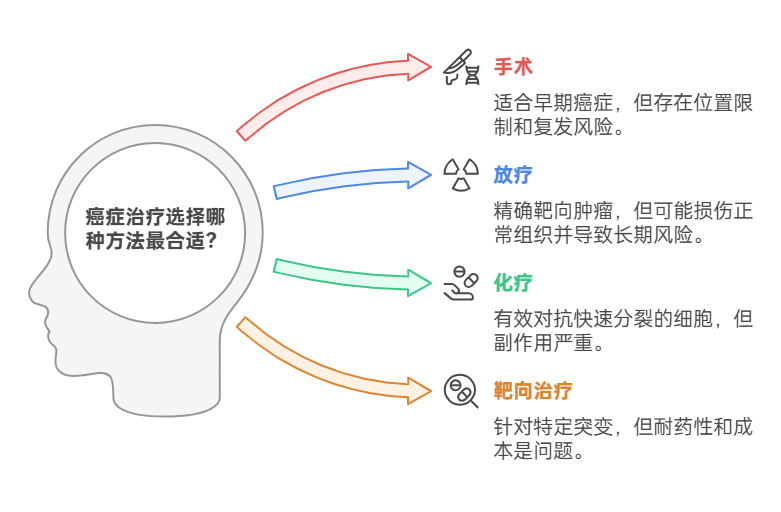 癌症治疗选择哪
种方法最合适？
手术
适合早期癌症，但存在位置限
制和复发风险。
放疗
精确靶向肿瘤，但可能损伤正
常组织并导致长期风险。
化疗
有效对抗快速分裂的细胞，但
副作用严重。
靶向治疗
针对特定突变，但耐药性和成
本是问题。